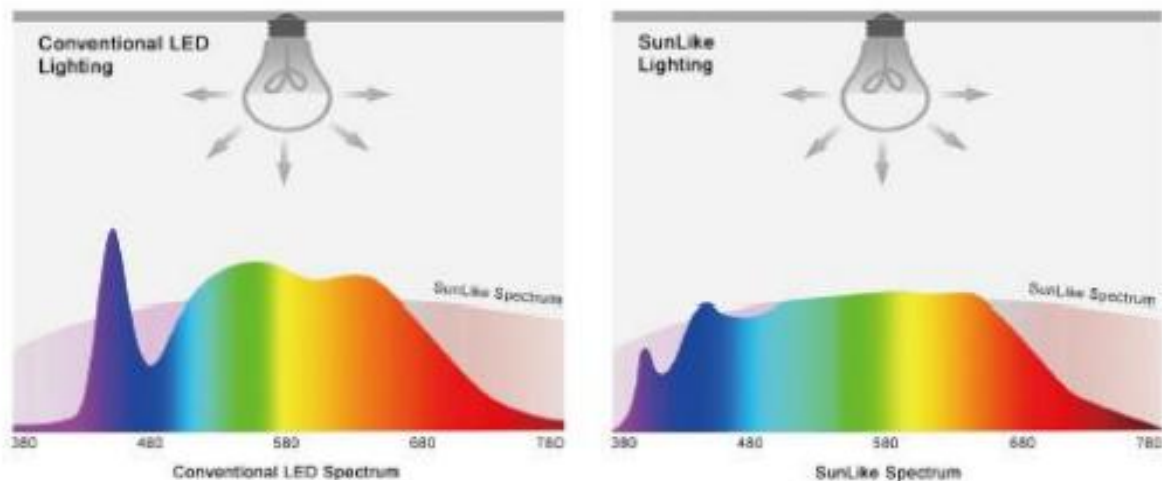 Conventional LED
Lighting
SunLike Spectrum
380 480 580 680 780
Conventional LED Spectrum
SunLike
Lighting
SunLike Spectrum
380 480 580 680 780
SunLike Spectrum